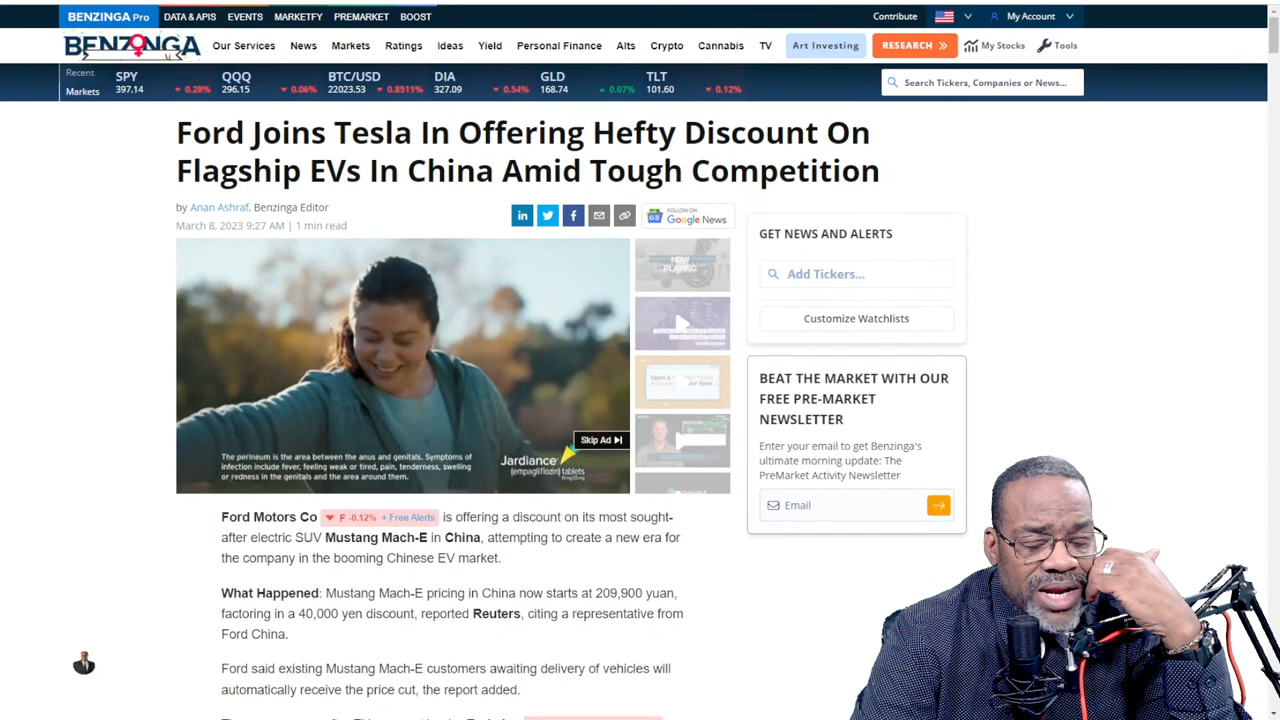 BENZINGA Pro DATA & APIS EVENTS MARKETFY PREMARKET BOOST Contribute My Account
BENZINGA Our Services News Markets Ratings Ideas Yield Personal Finance Alts Crypto Cannabis TV Art Investing RESEARCH My Stocks Tools
Recent Markets
SPY 397.14 0.28%
QQQ 296.15 0.06%
BTC/USD 22023.53 0.8511%
DIA 327.09 0.54%
GLD 168.74 0.07%
TLT 101.60 0.12%
Search Tickers, Companies or News...
Ford Joins Tesla In Offering Hefty Discount On
Flagship EVs In China Amid Tough Competition
by Anan Ashraf, Benzinga Editor
March 8, 2023 9:27 AM | 1 min read
FOLLOW ON
Google News
NOW
PLAYING
Skip Ad
The perineum is the area between the anus and genitals. Symptoms of
infection include fever, feeling weak or tired, pain, tenderness, swelling
or redness in the genitals and the area around them.
Jardiance
(empagliflozin) tablets
GET NEWS AND ALERTS
Add Tickers...
Customize Watchlists
BEAT THE MARKET WITH OUR
FREE PRE-MARKET
NEWSLETTER
Enter your email to get Benzinga's
ultimate morning update: The
PreMarket Activity Newsletter
Email
Ford Motors Co F -0.12% + Free Alerts is offering a discount on its most sought-
after electric SUV Mustang Mach-E in China, attempting to create a new era for
the company in the booming Chinese EV market.
What Happened: Mustang Mach-E pricing in China now starts at 209,900 yuan,
factoring in a 40,000 yen discount, reported Reuters, citing a representative from
Ford China.
Ford said existing Mustang Mach-E customers awaiting delivery of vehicles will
automatically receive the price cut, the report added.